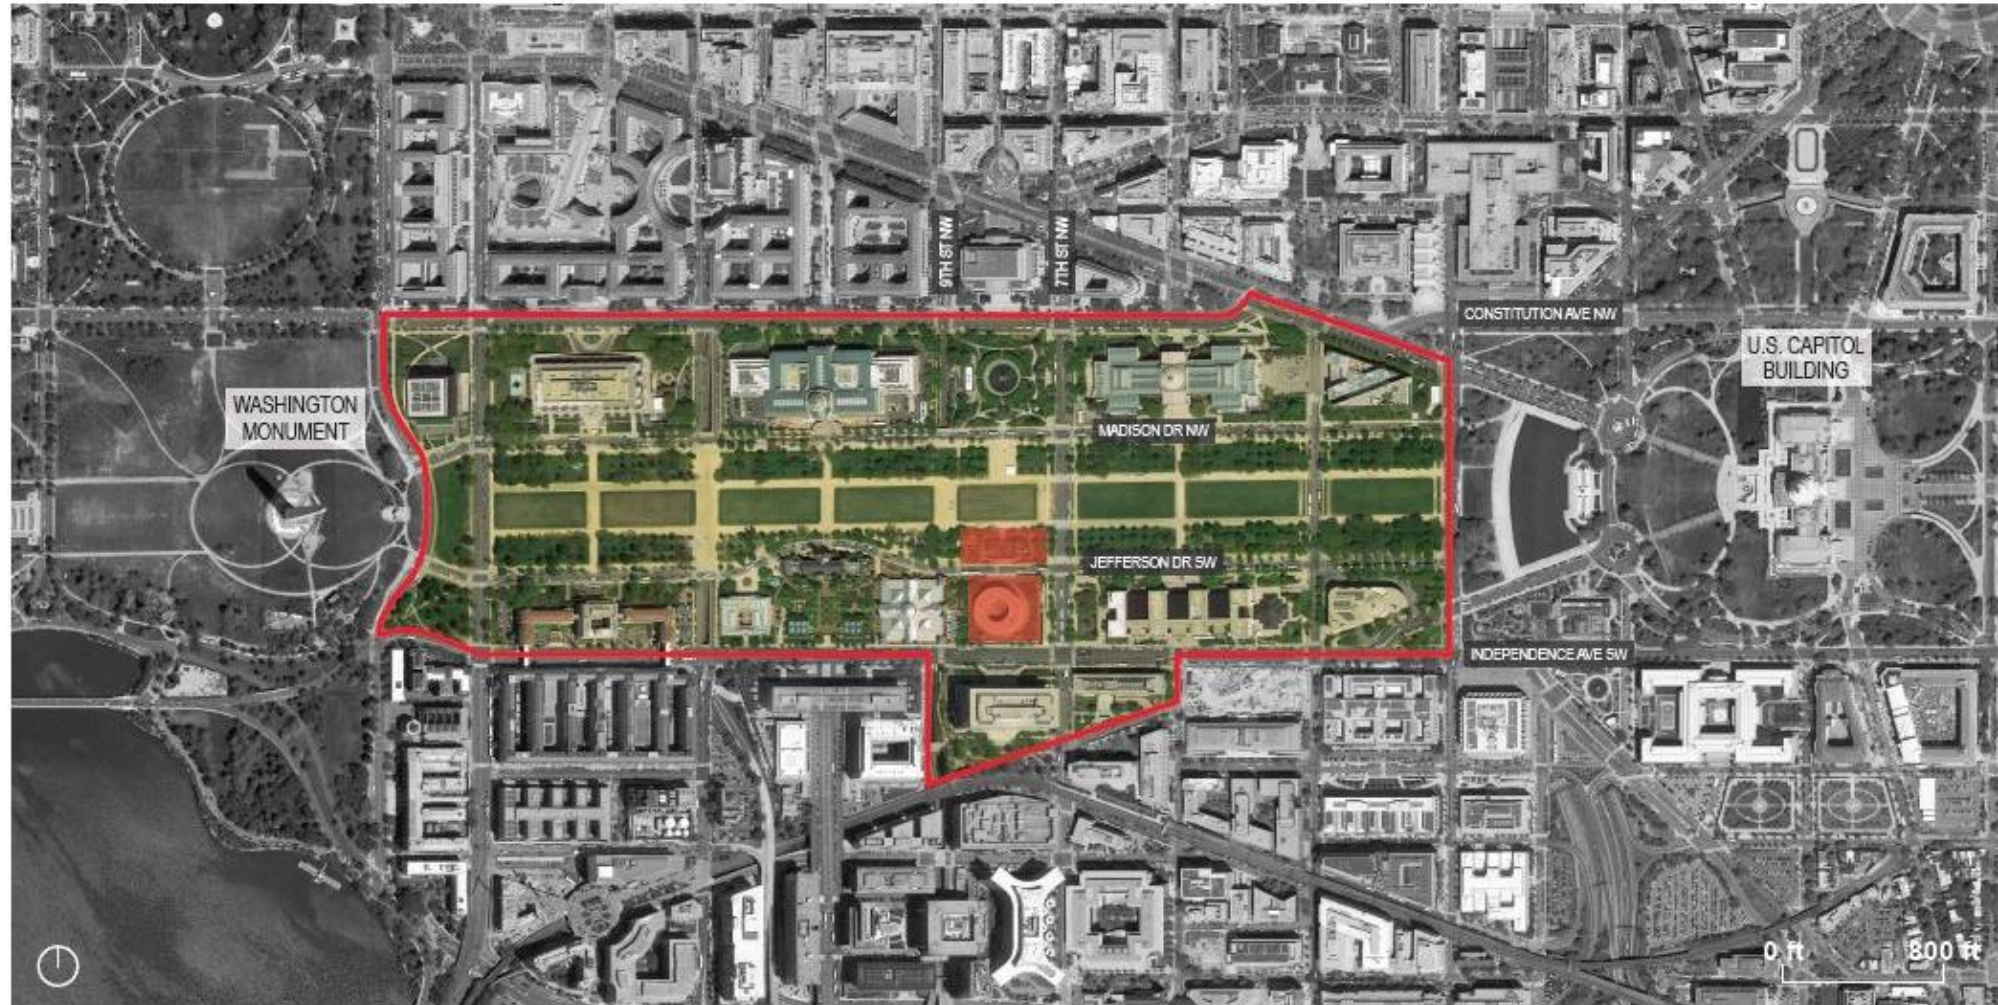 9TH ST NW
7TH ST NW
CONSTITUTION AVE NW
U.S. CAPITOL
BUILDING
WASHINGTON
MONUMENT
MADISON DR NW
JEFFERSON DR SW
INDEPENDENCE AVE SW
0 ft
800 ft